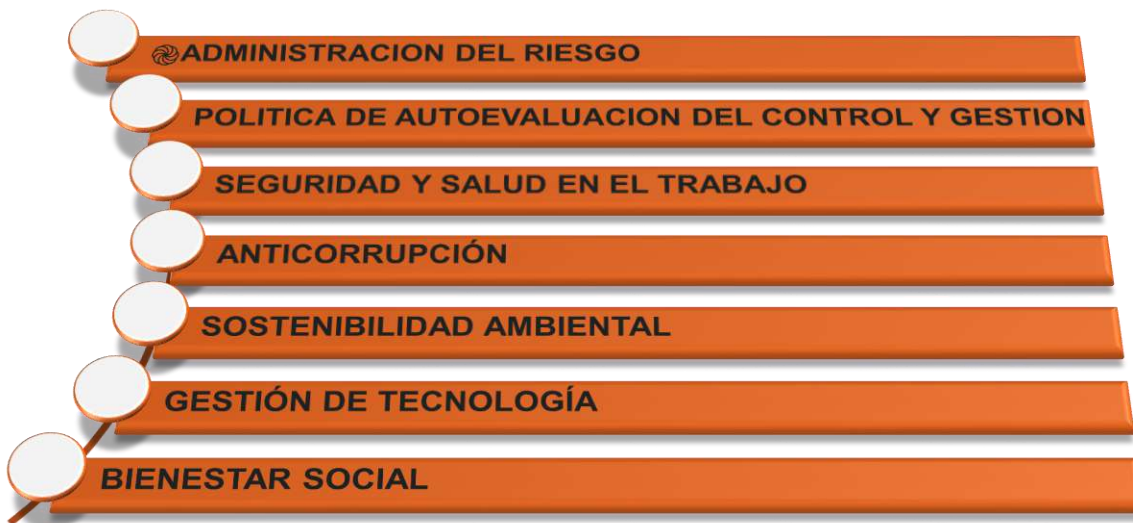 ֎ADMINISTRACION DEL RIESGO
POLITICA DE AUTOEVALUACION DEL CONTROL Y GESTION
SEGURIDAD Y SALUD EN EL TRABAJO
ANTICORRUPCIÓN
SOSTENIBILIDAD AMBIENTAL
GESTIÓN DE TECNOLOGÍA
BIENESTAR SOCIAL